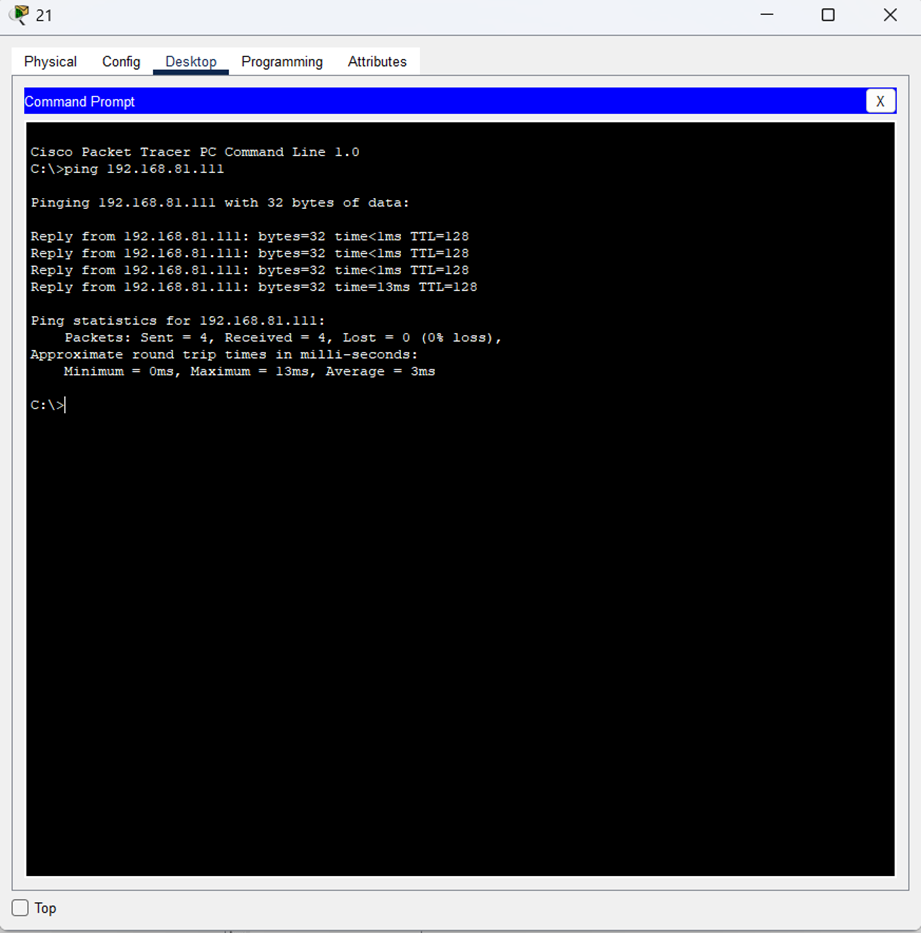 21
Physical Config Desktop Programming Attributes
Command Prompt X
Cisco Packet Tracer PC Command Line 1.0
C:\>ping 192.168.81.111
Pinging 192.168.81.111 with 32 bytes of data:
Reply from 192.168.81.111: bytes=32 time<1ms TTL=128
Reply from 192.168.81.111: bytes=32 time<1ms TTL=128
Reply from 192.168.81.111: bytes=32 time<1ms TTL=128
Reply from 192.168.81.111: bytes=32 time=13ms TTL=128
Ping statistics for 192.168.81.111:
Packets: Sent = 4, Received = 4, Lost = 0 (0% loss),
Approximate round trip times in milli-seconds:
Minimum = 0ms, Maximum = 13ms, Average = 3ms
C:\>
Top